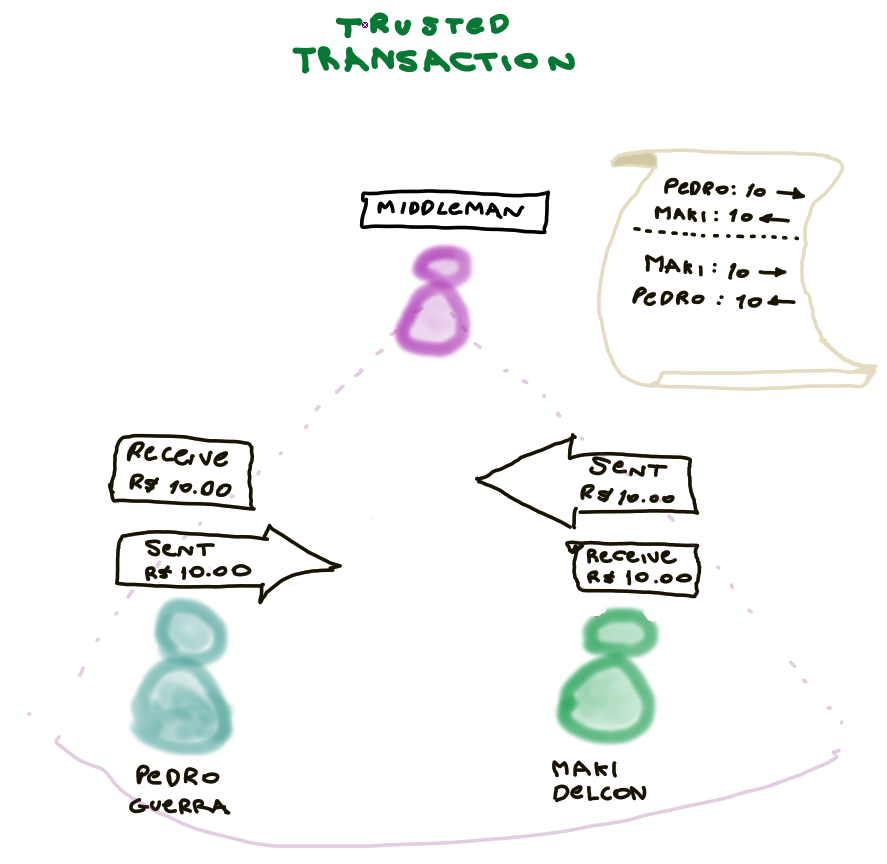 TRUSTED
TRANSACTION
MIDDLEMAN
PEDRO: 10 →
MAKI: 10 ←
MAKI: 10 →
PEDRO: 10 ←
RECEIVE
R$ 10.00
SENT
R$ 10.00
SENT
R$ 10.00
RECEIVE
R$ 10.00
PEDRO
GUERRA
MAKI
DELCON